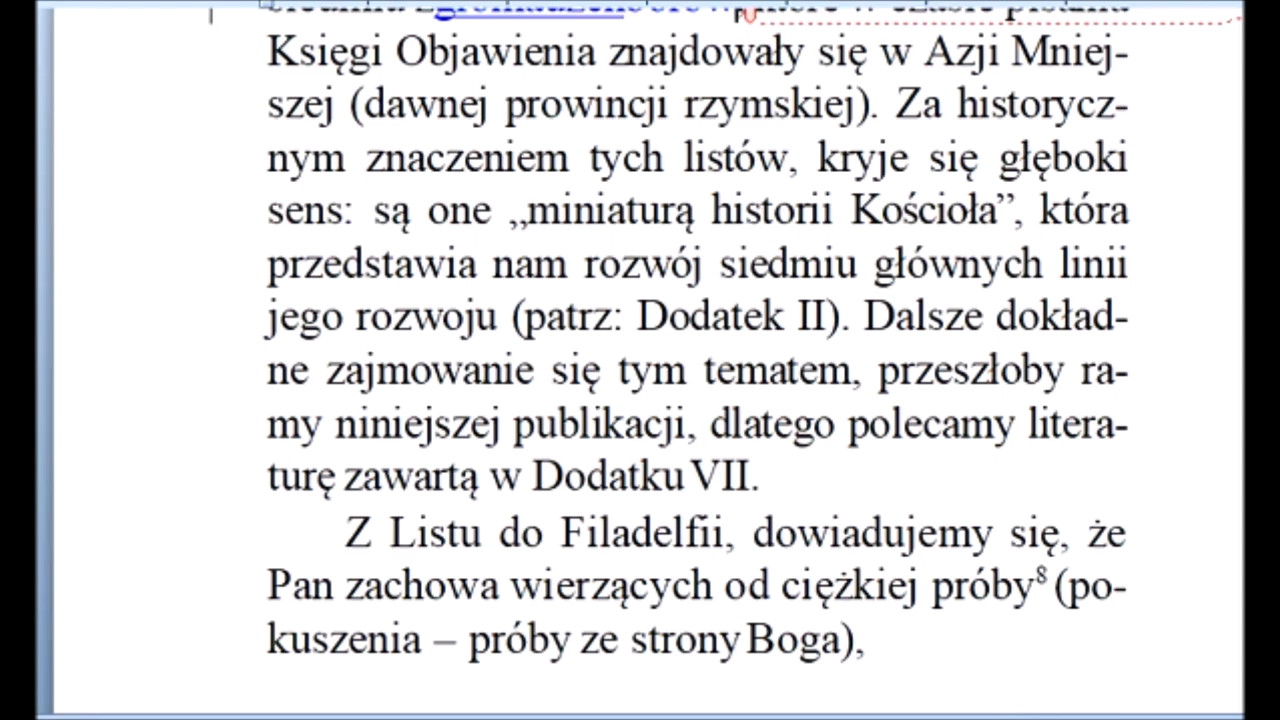 Księgi Objawienia znajdowały się w Azji Mniej-
szej (dawnej prowincji rzymskiej). Za historycz-
nym znaczeniem tych listów, kryje się głęboki
sens: są one „miniaturą historii Kościoła”, która
przedstawia nam rozwój siedmiu głównych linii
jego rozwoju (patrz: Dodatek II). Dalsze dokład-
ne zajmowanie się tym tematem, przeszłoby ra-
my niniejszej publikacji, dlatego polecamy litera-
turę zawartą w Dodatku VII.
Z Listu do Filadelfii, dowiadujemy się, że
Pan zachowa wierzących od ciężkiej próby⁸ (po-
kuszenia – próby ze strony Boga),